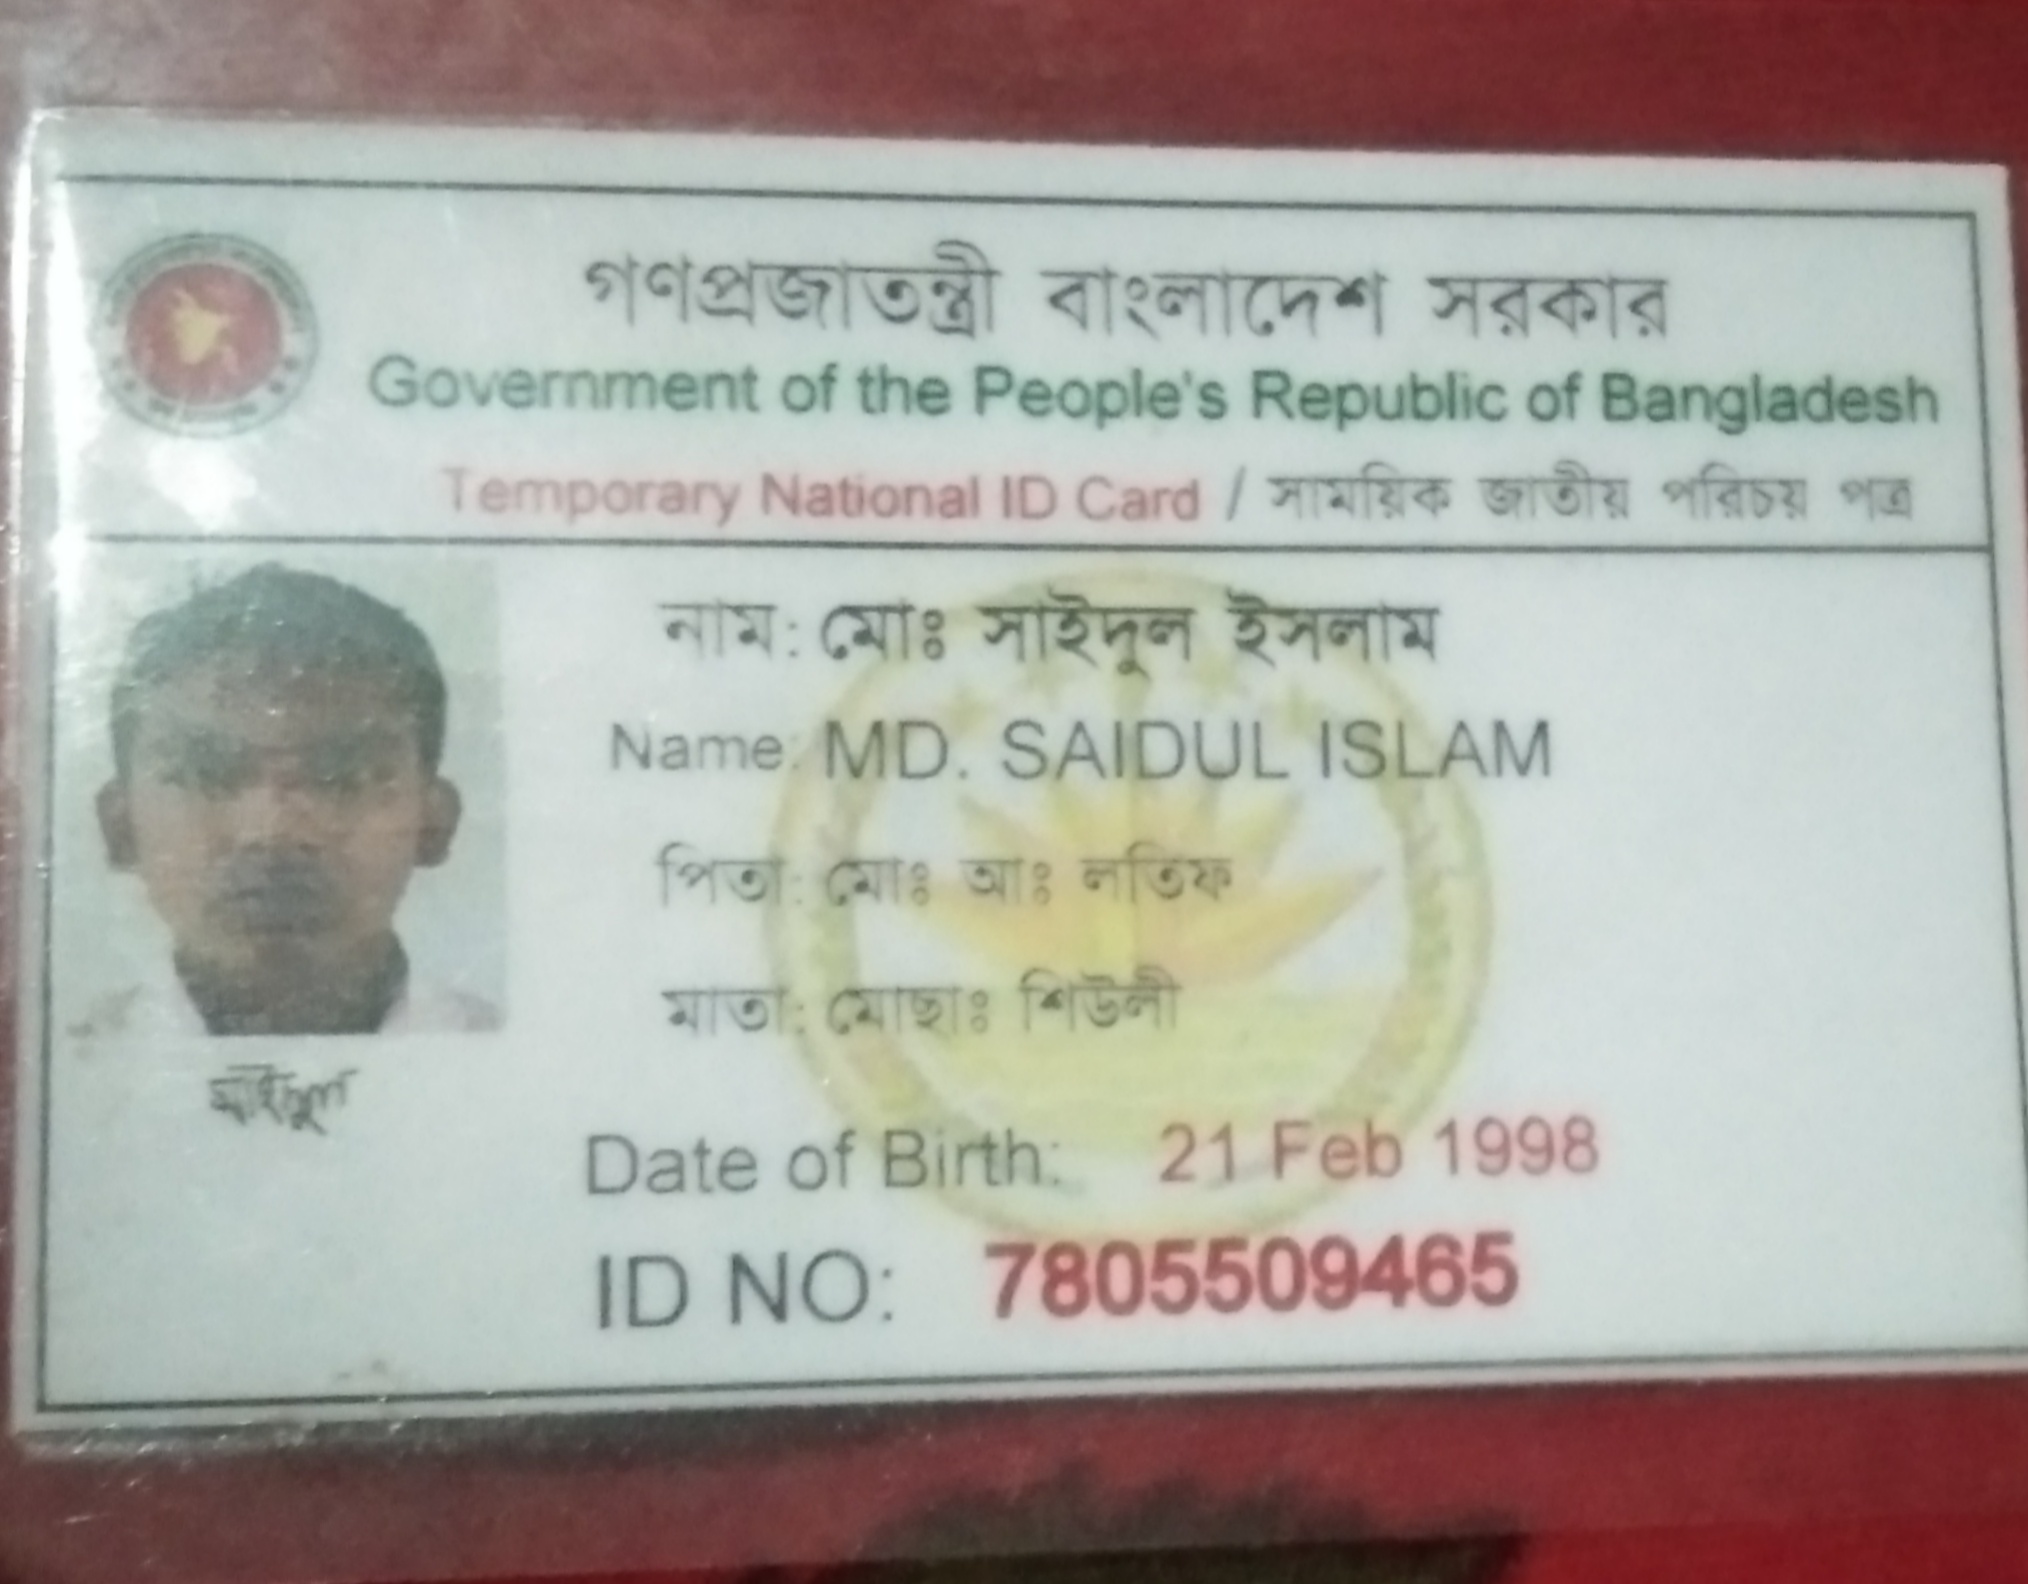 গণপ্রজাতন্ত্রী বাংলাদেশ সরকার
Government of the People's Republic of Bangladesh
Temporary National ID Card / সাময়িক জাতীয় পরিচয় পত্র
নাম: মোঃ সাইদুল ইসলাম
Name: MD. SAIDUL ISLAM
পিতা: মোঃ আঃ লতিফ
মাতা: মোছাঃ শিউলী
সাইদুল
Date of Birth: 21 Feb 1998
ID NO: 7805509465